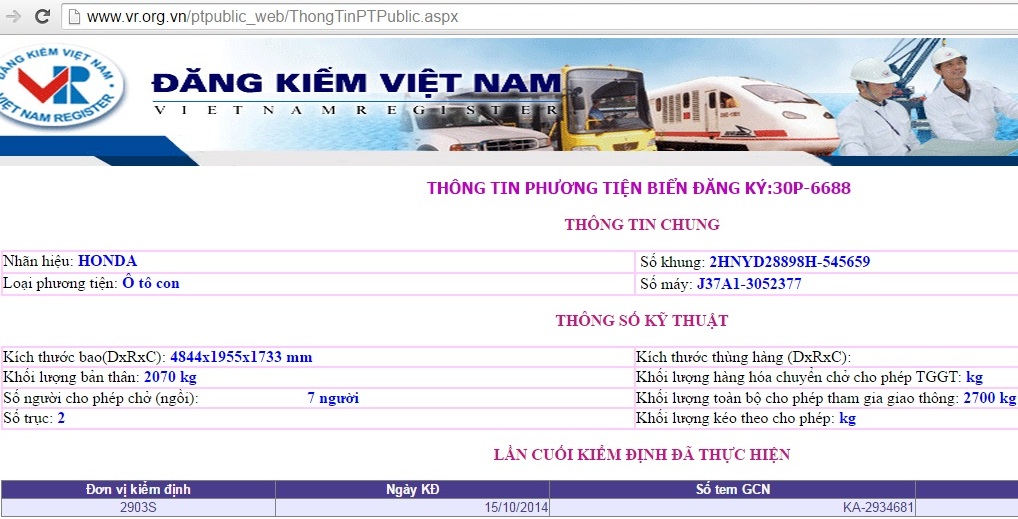 www.vr.org.vn/ptpublic_web/ThongTinPTPublic.aspx
ĐĂNG KIỂM VIỆT NAM
VR
VIET NAM REGISTER
ĐĂNG KIỂM VIỆT NAM
VIETNAM REGISTER
THÔNG TIN PHƯƠNG TIỆN BIỂN ĐĂNG KÝ:30P-6688
THÔNG TIN CHUNG
Nhãn hiệu: HONDA Số khung: 2HNYD28898H-545659
Loại phương tiện: Ô tô con Số máy: J37A1-3052377
THÔNG SỐ KỸ THUẬT
Kích thước bao(DxRxC): 4844x1955x1733 mm Kích thước thùng hàng (DxRxC):
Khối lượng bản thân: 2070 kg Khối lượng hàng hóa chuyên chở cho phép TGGT: kg
Số người cho phép chở (ngồi): 7 người Khối lượng toàn bộ cho phép tham gia giao thông: 2700 kg
Số trục: 2 Khối lượng kéo theo cho phép: kg
LẦN CUỐI KIỂM ĐỊNH ĐÃ THỰC HIỆN
Đơn vị kiểm định Ngày KĐ Số tem GCN
2903S 15/10/2014 KA-2934681